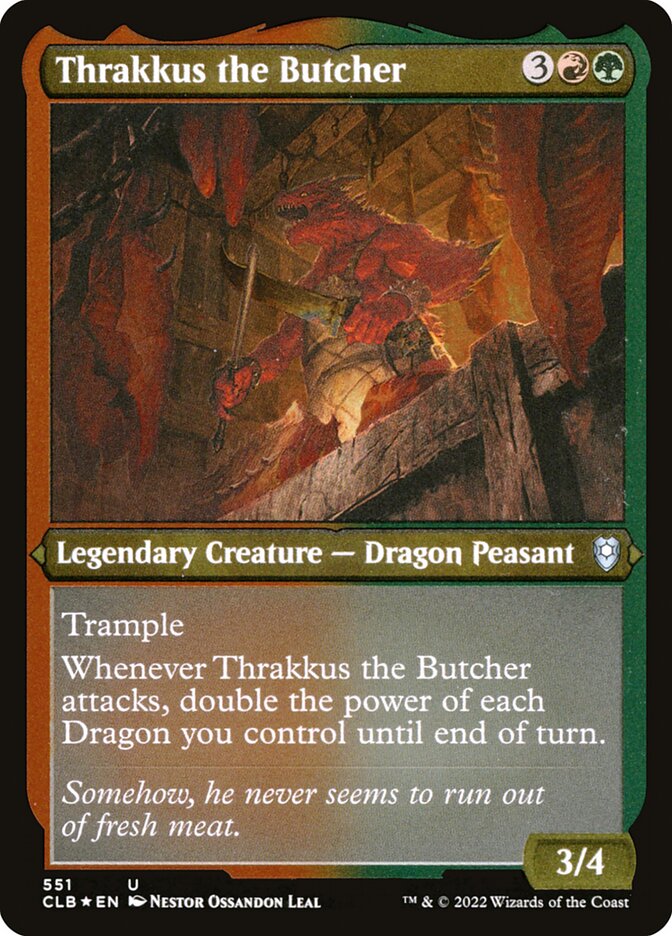 Thrakkus the Butcher 3
Legendary Creature — Dragon Peasant
Trample
Whenever Thrakkus the Butcher
attacks, double the power of each
Dragon you control until end of turn.
Somehow, he never seems to run out
of fresh meat.
3/4
551 U
CLB★EN Nestor Ossandon Leal ™ & © 2022 Wizards of the Coast